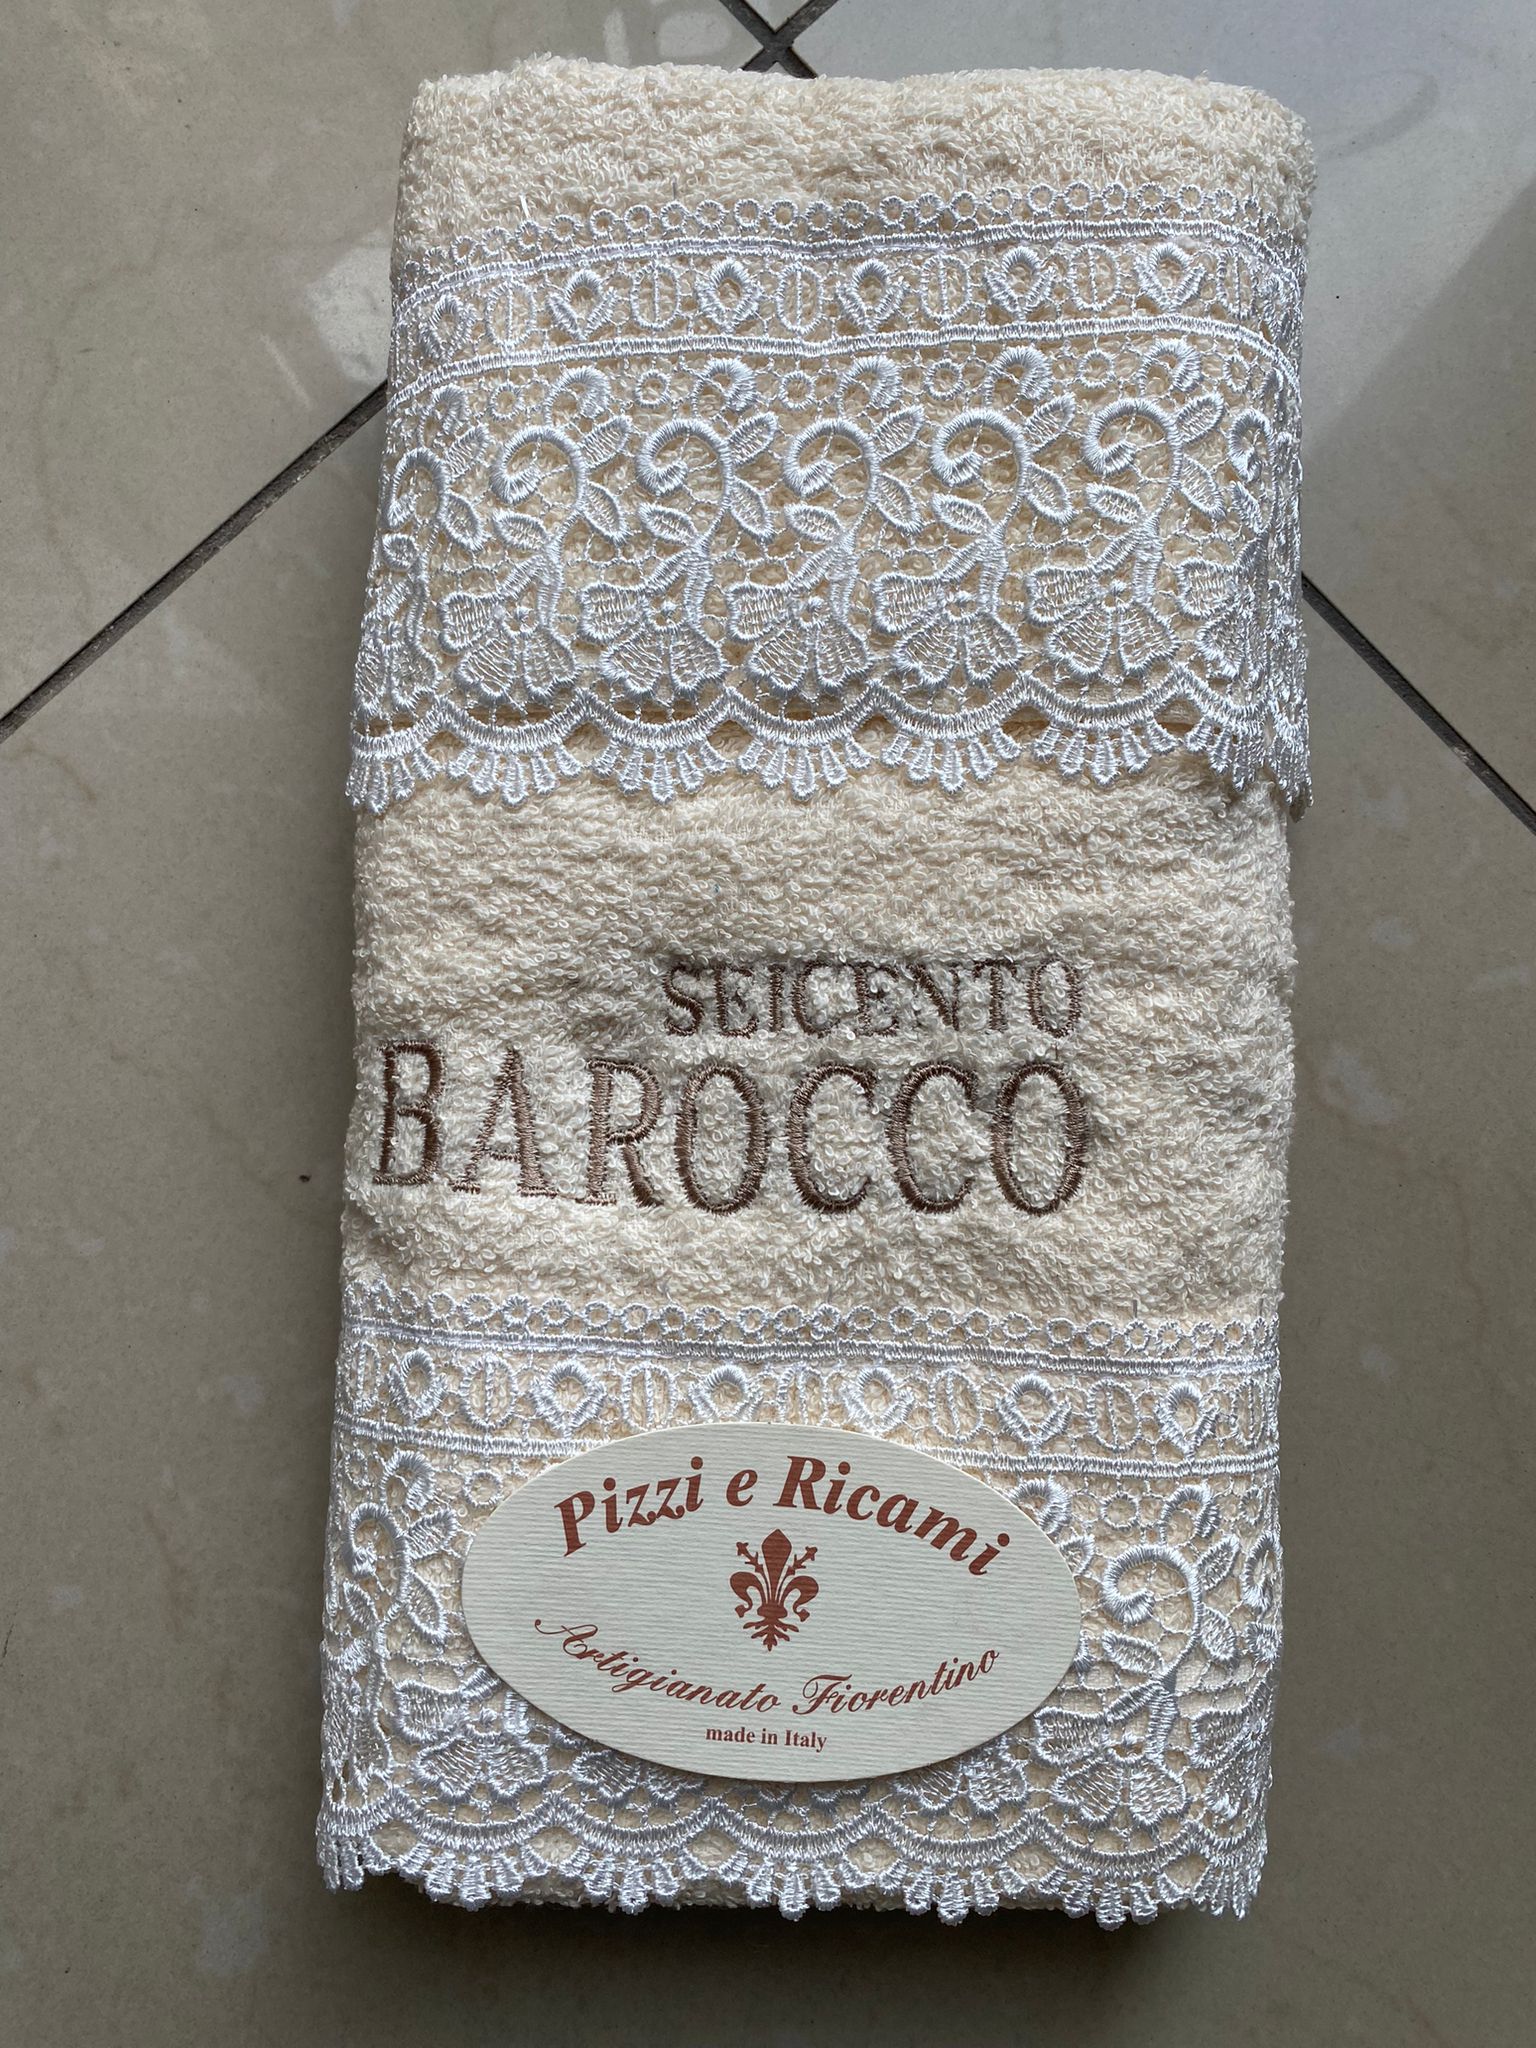 SEICENTO
BAROCCO
Pizzi e Ricami
Artigianato Fiorentino
made in Italy